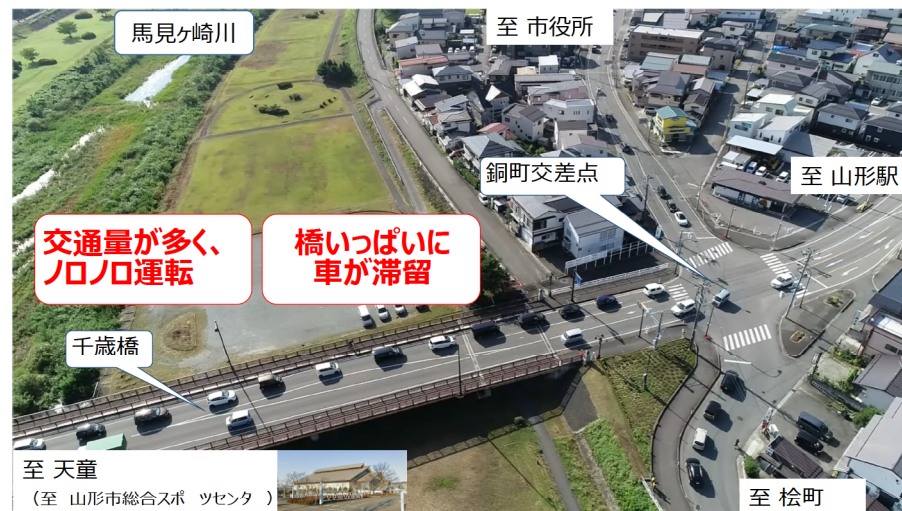 馬見ヶ崎川
至 市役所
銅町交差点
至 山形駅
交通量が多く、
ノロノロ運転
橋いっぱいに
車が滞留
千歳橋
至 天童
（至 山形市総合スポ ーツセンタ ）
至 桧町